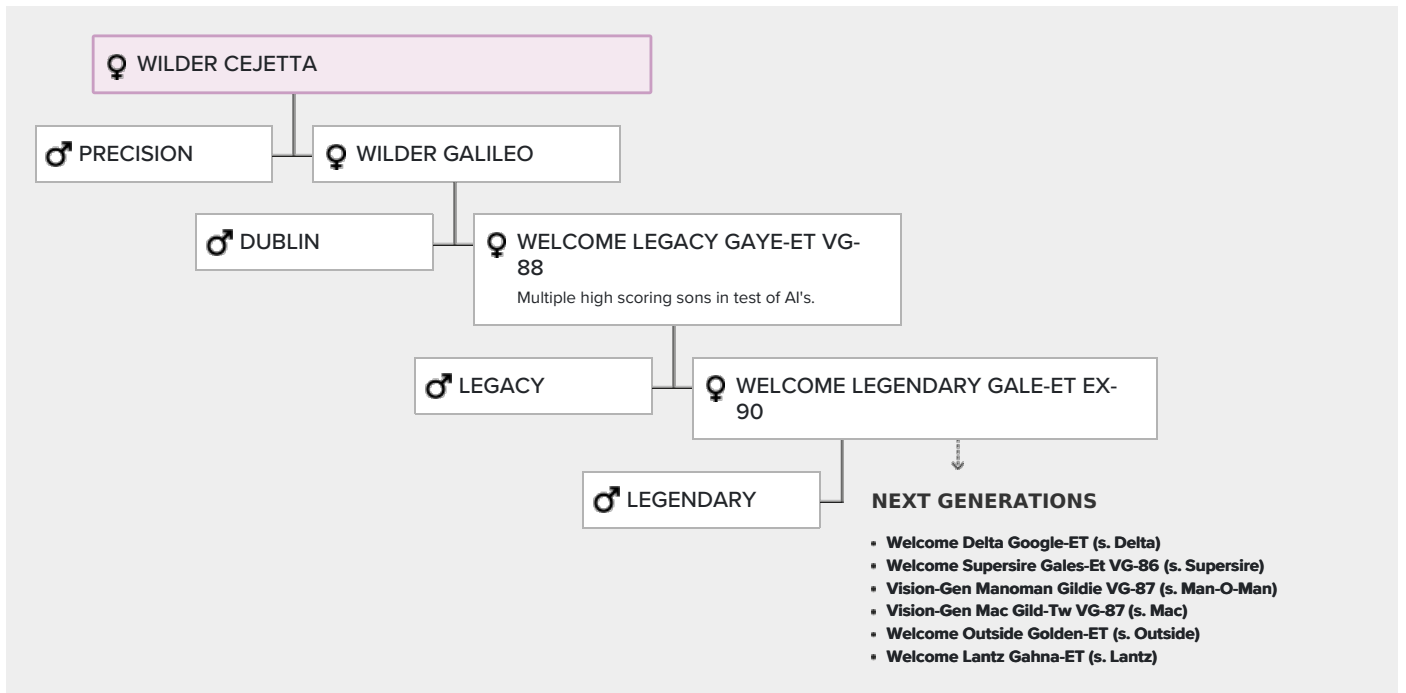 WILDER CEJETTA
PRECISION
WILDER GALILEO
DUBLIN
WELCOME LEGACY GAYE-ET VG-
88
Multiple high scoring sons in test of AI's.
LEGACY
WELCOME LEGENDARY GALE-ET EX-
90
LEGENDARY
NEXT GENERATIONS
Welcome Delta Google-ET (s. Delta)
Welcome Supersire Gales-Et VG-86 (s. Supersire)
Vision-Gen Manoman Gildie VG-87 (s. Man-O-Man)
Vision-Gen Mac Gild-Tw VG-87 (s. Mac)
Welcome Outside Golden-ET (s. Outside)
Welcome Lantz Gahna-ET (s. Lantz)